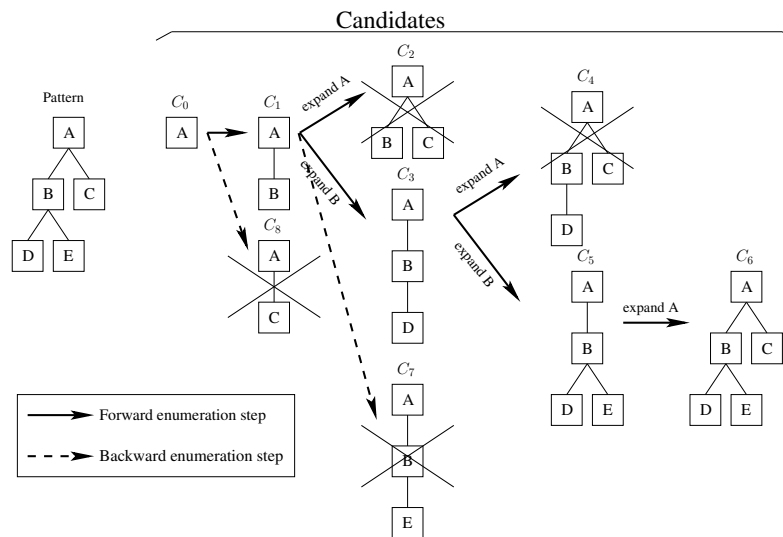 Candidates
Pattern
A
B
C
D
E
C0
A
C1
A
B
expand A
expand B
C2
A
B
C
C3
A
B
D
expand A
expand B
C4
A
B
C
D
C5
A
B
D
E
expand A
C6
A
B
C
D
E
C8
A
C
C7
A
B
E
Forward enumeration step
Backward enumeration step